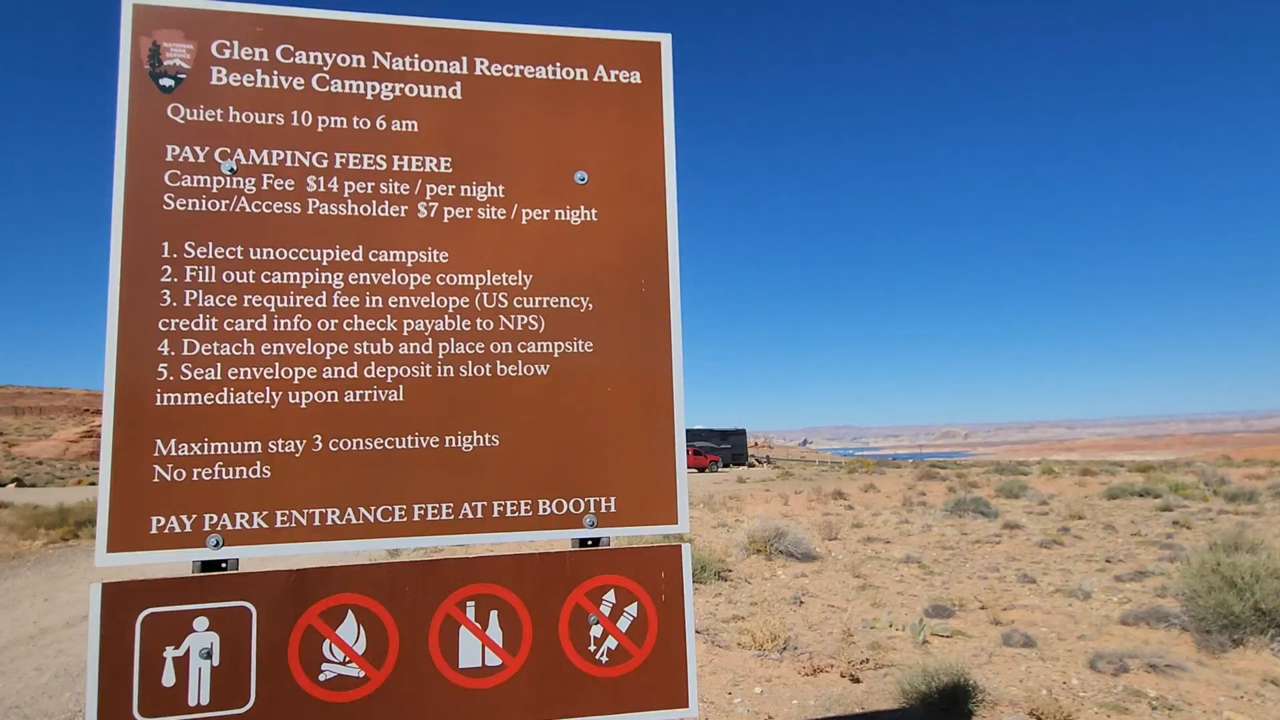 NATIONAL
PARK
SERVICE
Glen Canyon National Recreation Area
Beehive Campground
Quiet hours 10 pm to 6 am
PAY CAMPING FEES HERE
Camping Fee $14 per site / per night
Senior/Access Passholder $7 per site / per night
1. Select unoccupied campsite
2. Fill out camping envelope completely
3. Place required fee in envelope (US currency,
credit card info or check payable to NPS)
4. Detach envelope stub and place on campsite
5. Seal envelope and deposit in slot below
immediately upon arrival
Maximum stay 3 consecutive nights
No refunds
PAY PARK ENTRANCE FEE AT FEE BOOTH